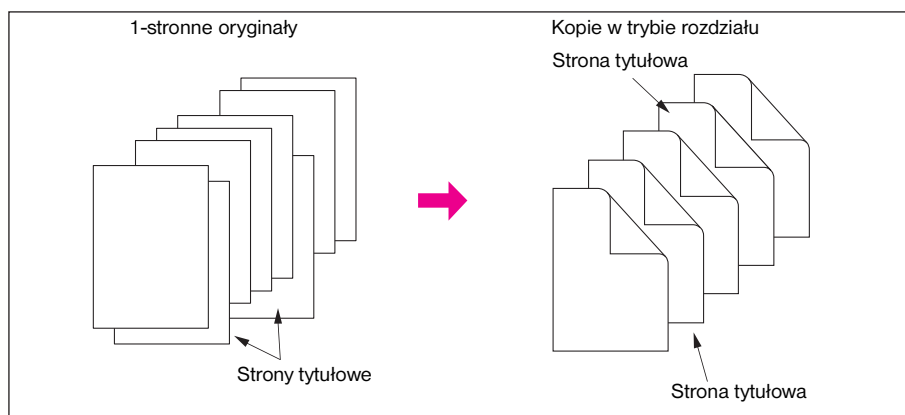 1-stronne oryginały
Kopie w trybie rozdziału
Strona tytułowa
Strony tytułowe
Strona tytułowa